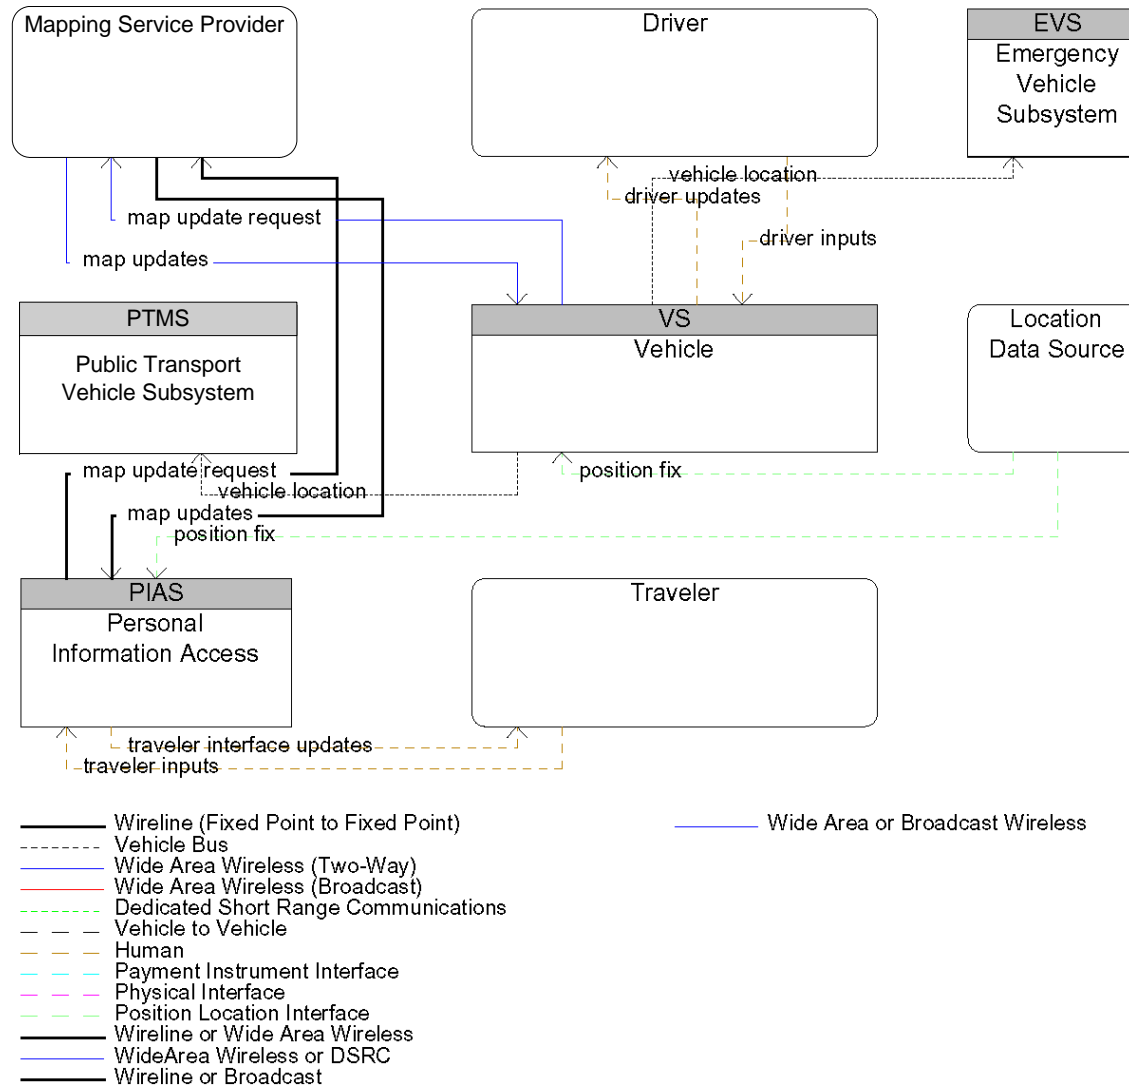 Mapping Service Provider
Driver
EVS
Emergency
Vehicle
Subsystem
vehicle location
driver updates
map update request
driver inputs
map updates
PTMS
Public Transport
Vehicle Subsystem
VS
Vehicle
Location
Data Source
map update request
position fix
vehicle location
map updates
position fix
PIAS
Personal
Information Access
Traveler
traveler interface updates
traveler inputs
Wireline (Fixed Point to Fixed Point)
Vehicle Bus
Wide Area Wireless (Two-Way)
Wide Area Wireless (Broadcast)
Dedicated Short Range Communications
Vehicle to Vehicle
Human
Payment Instrument Interface
Physical Interface
Position Location Interface
Wireline or Wide Area Wireless
WideArea Wireless or DSRC
Wireline or Broadcast
Wide Area or Broadcast Wireless